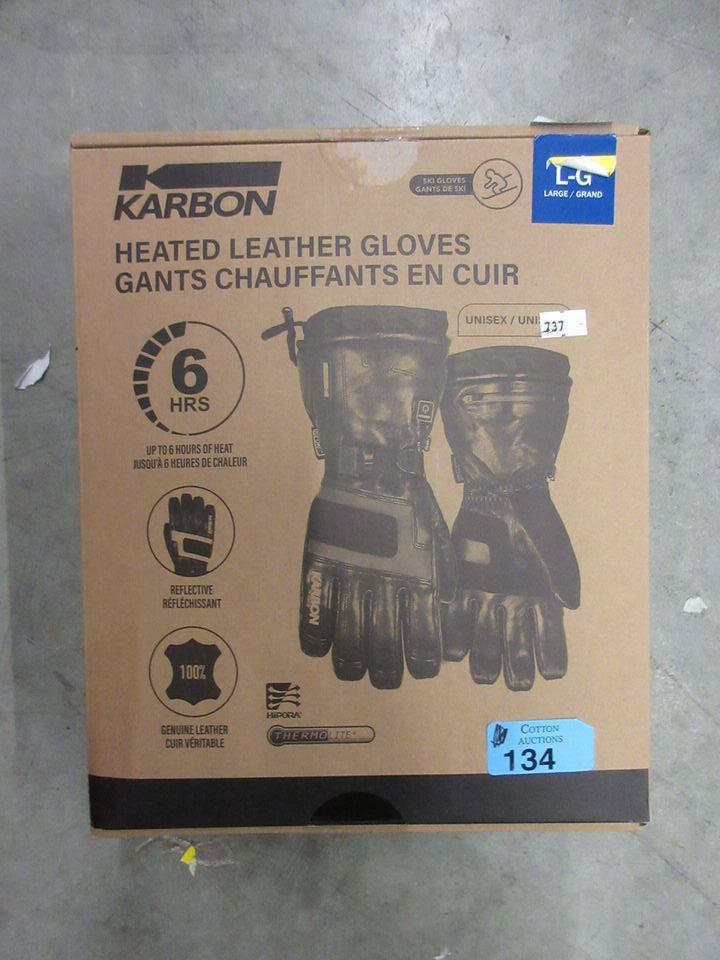 KARBON
SKI GLOVES
GANTS DE SKI
L-G
LARGE / GRAND
HEATED LEATHER GLOVES
GANTS CHAUFFANTS EN CUIR
UNISEX / UNI
237
6
HRS
UP TO 6 HOURS OF HEAT
JUSQU'À 6 HEURES DE CHALEUR
REFLECTIVE
RÉFLÉCHISSANT
KARBON
100%
GENUINE LEATHER
CUIR VÉRITABLE
HiPORA
THERMOLITE
COTTON
AUCTIONS
134